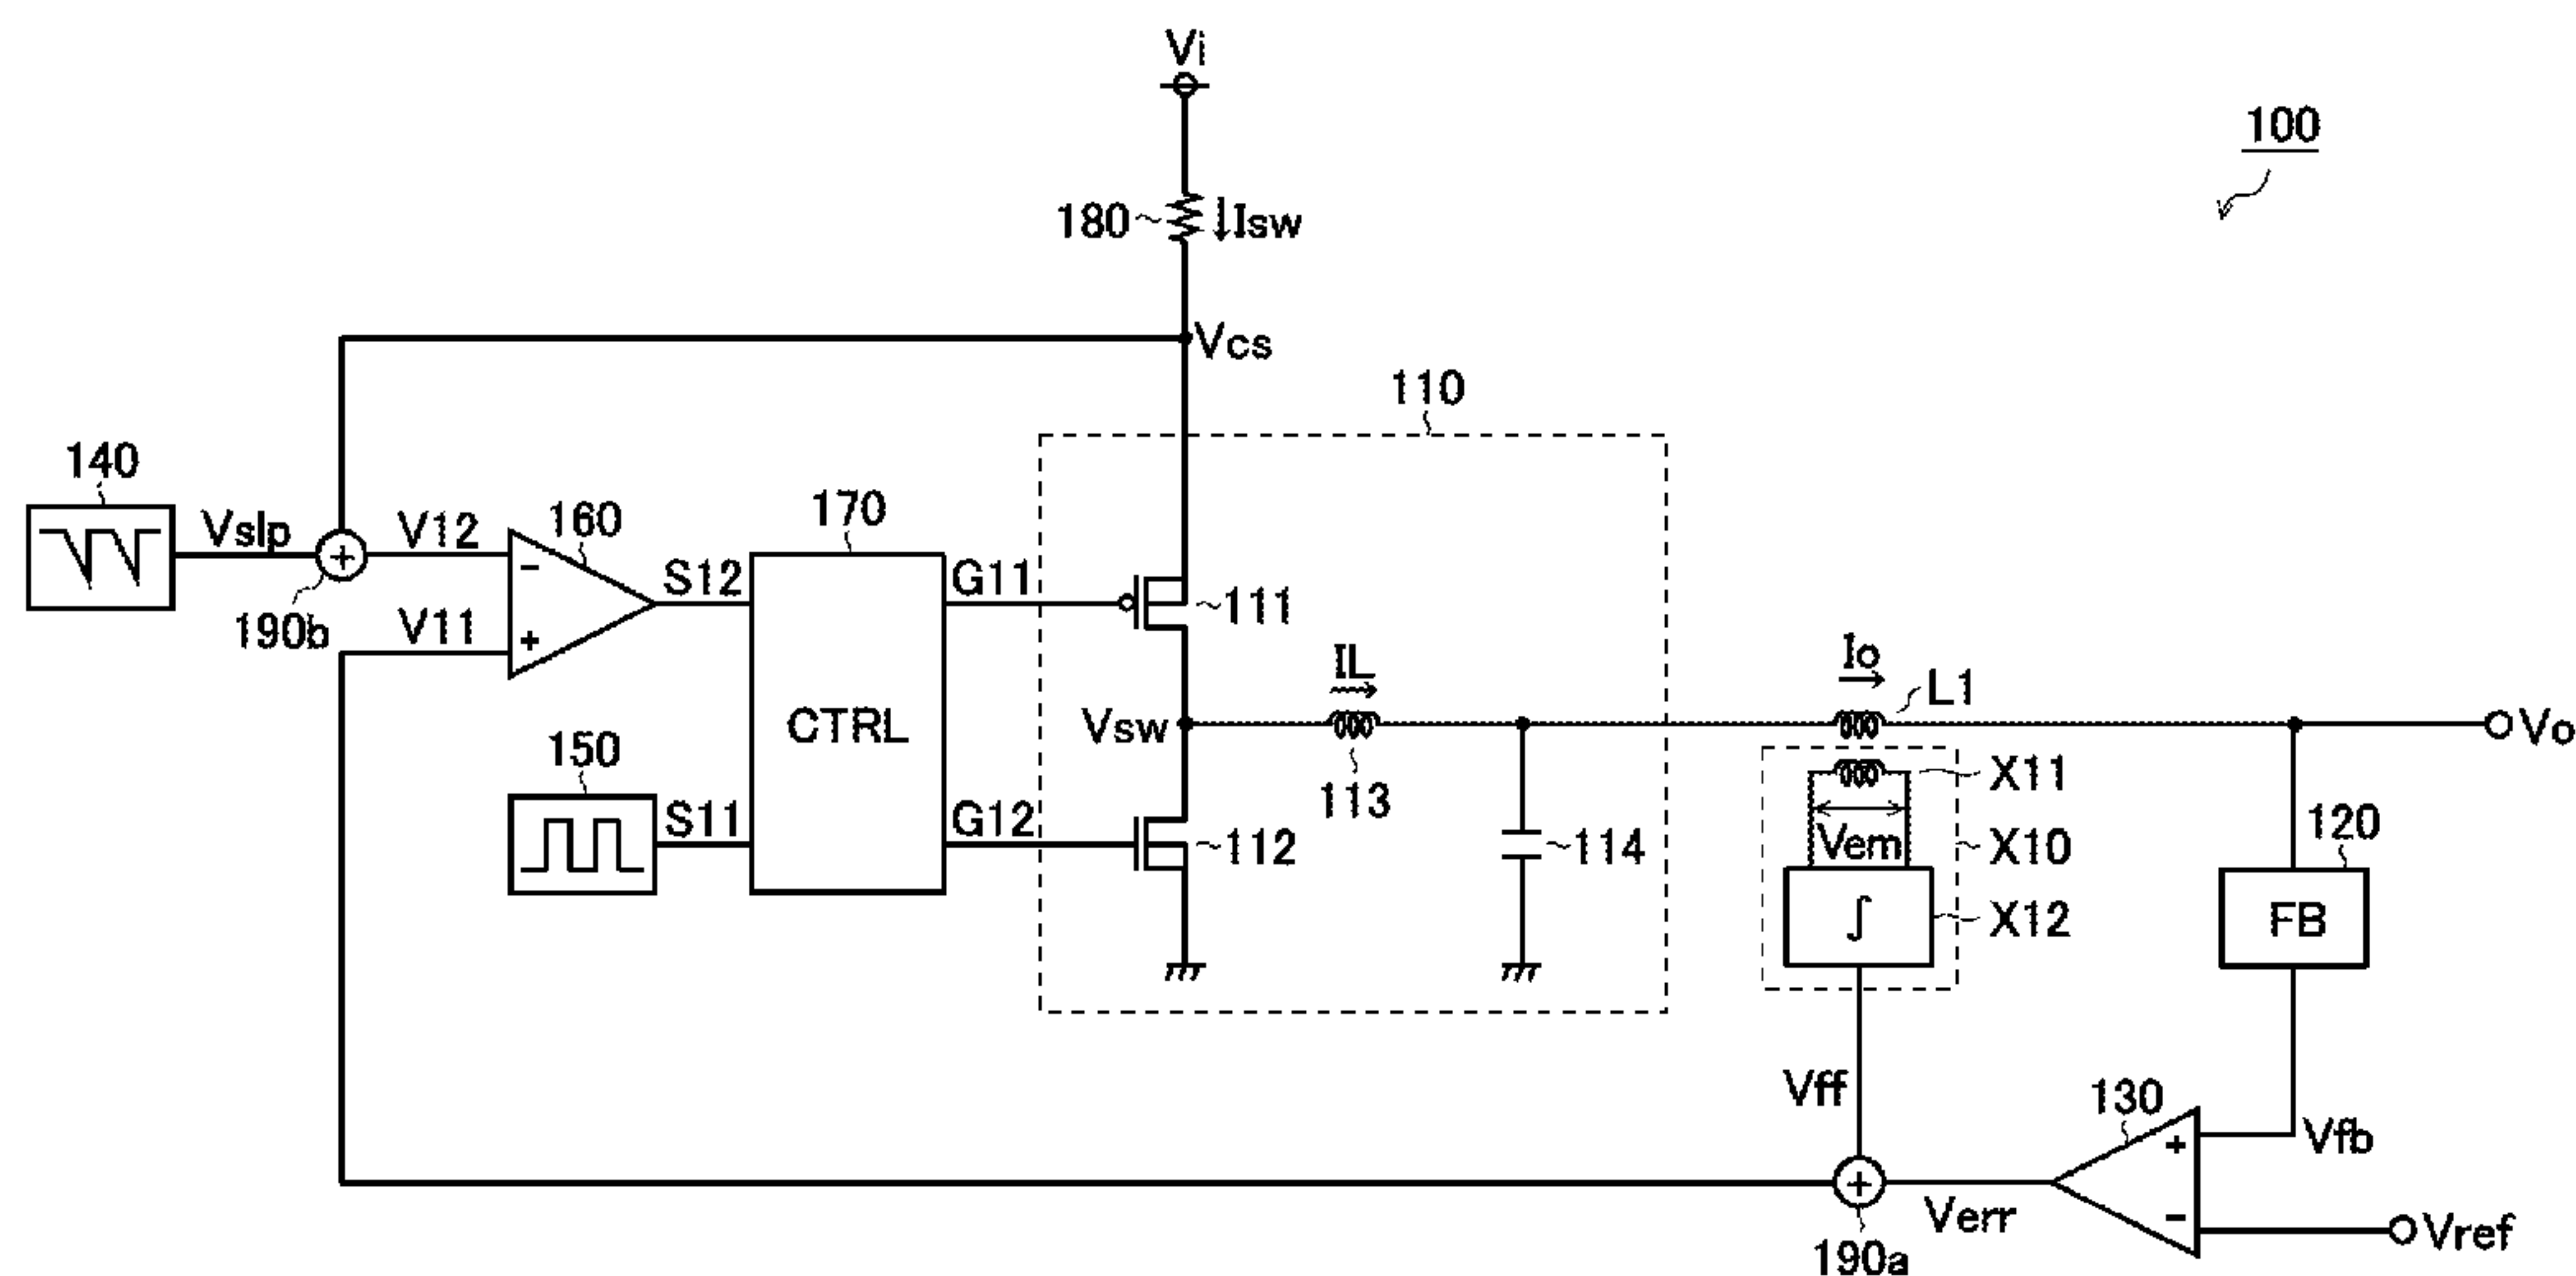 Vi
100
180
Isw
Vcs
110
140
Vslp
V12
160
170
190b
V11
S12
G11
111
CTRL
Vsw
IL
113
Io
L1
Vo
150
S11
G12
112
114
X11
Vem
X10
X12
∫
120
FB
Vff
130
Vfb
Verr
190a
Vref